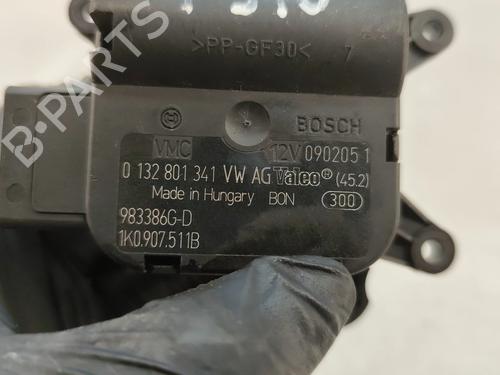 >PP-GF30< 7
BOSCH
VMC 12V 090205 1
0 132 801 341 VW AG Valeo® (45.2)
Made in Hungary BON 300
983386G-D
1K0.907.511B
B-PARTS